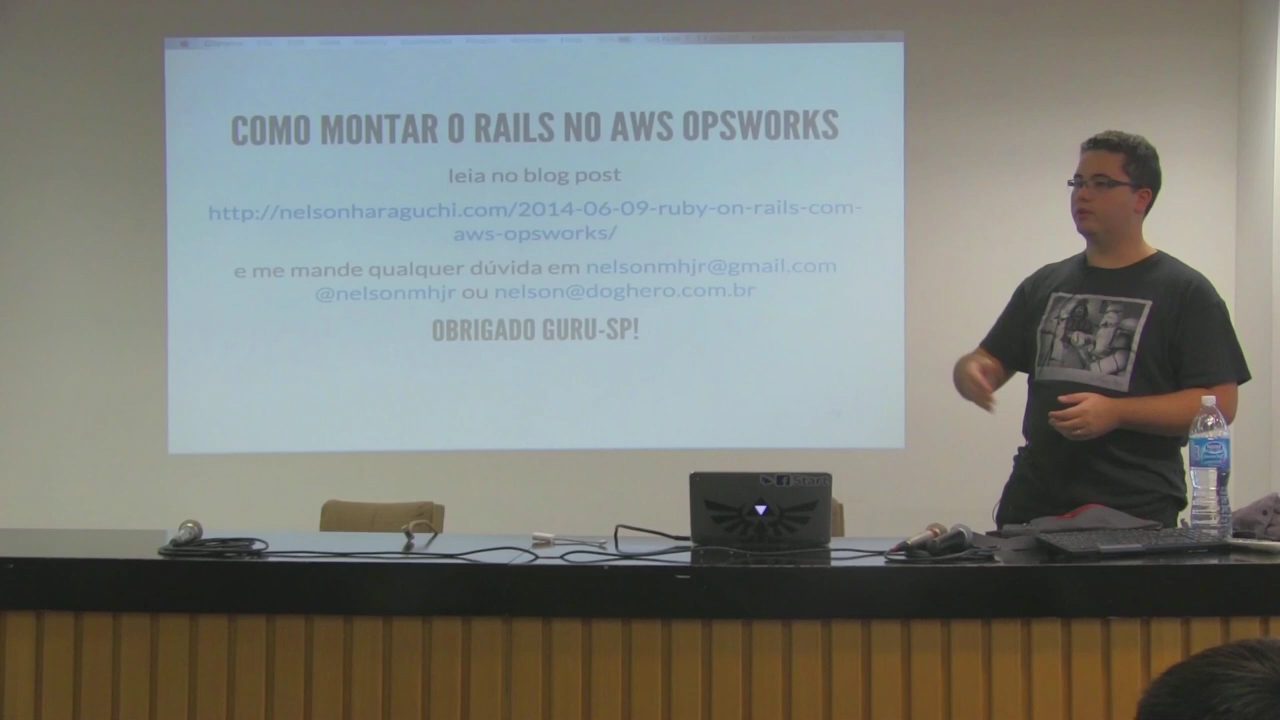 COMO MONTAR O RAILS NO AWS OPSWORKS
leia no blog post
http://nelsonharaguchi.com/2014-06-09-ruby-on-rails-com-
aws-opsworks/
e me mande qualquer dúvida em nelsonmhjr@gmail.com
@nelsonmhjr ou nelson@doghero.com.br
OBRIGADO GURU-SP!